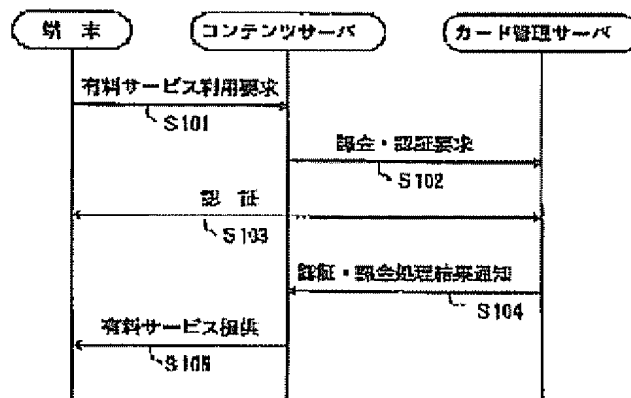 端末
コンテンツサーバ
カード管理サーバ
有料サービス利用要求
S101
課金・認証要求
S102
認証
S103
認証・課金処理結果通知
S104
有料サービス提供
S105